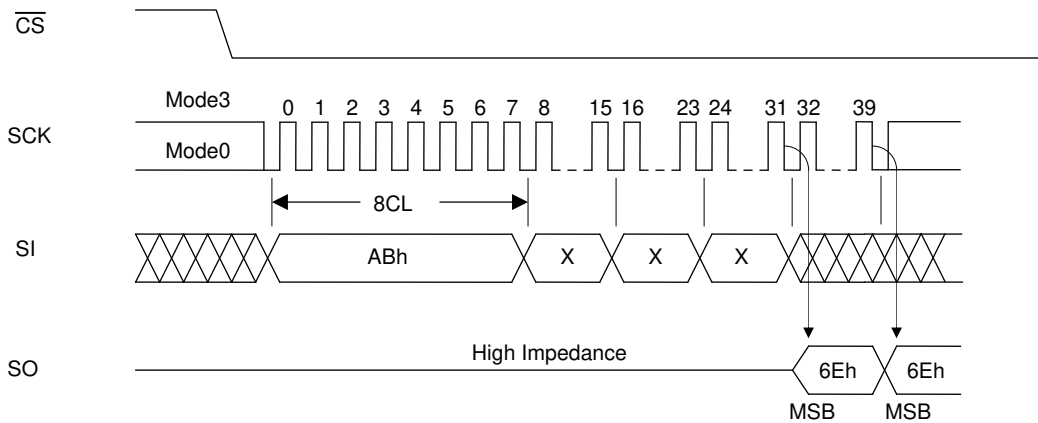 CS
Mode3
0 1 2 3 4 5 6 7 8 15 16 23 24 31 32 39
SCK
Mode0
8CL
SI
ABh X X X
High Impedance
SO
6Eh 6Eh
MSB MSB